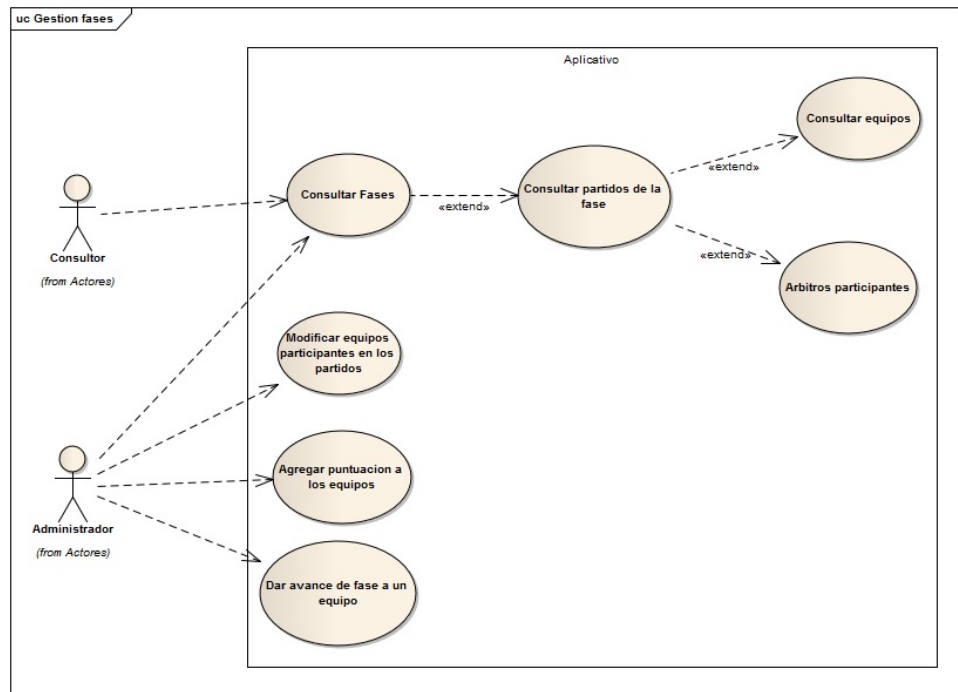 uc Gestion fases
Aplicativo
Consultar equipos
Consultar Fases
«extend»
Consultar partidos de la
fase
«extend»
«extend»
Arbitros participantes
Consultor
(from Actores)
Modificar equipos
participantes en los
partidos
Agregar puntuacion a
los equipos
Administrador
(from Actores)
Dar avance de fase a un
equipo